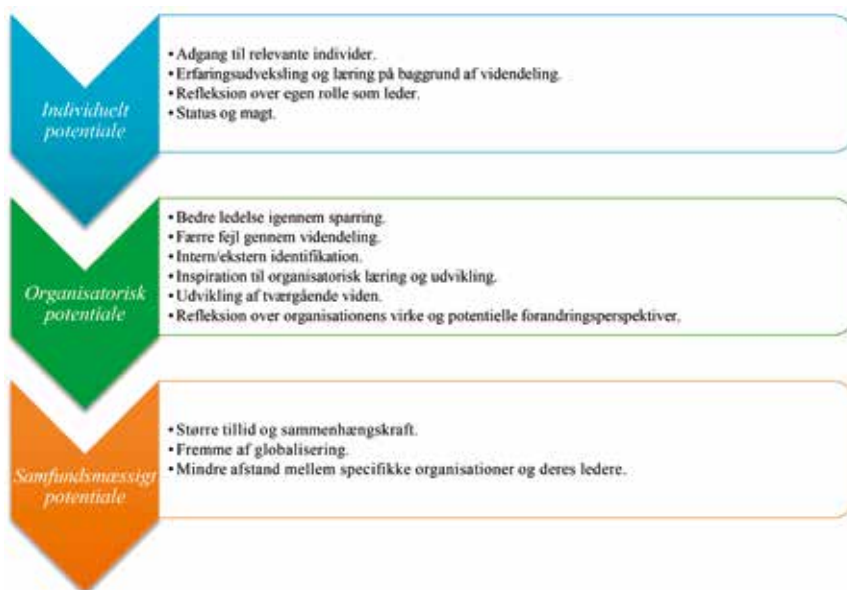 Individuelt
potentiale
• Adgang til relevante individer.
• Erfaringsudveksling og læring på baggrund af videndeling.
• Refleksion over egen rolle som leder.
• Status og magt.
Organisatorisk
potentiale
• Bedre ledelse igennem sparring.
• Færre fejl gennem videndeling.
• Intern/ekstern identifikation.
• Inspiration til organisatorisk læring og udvikling.
• Udvikling af tværgående viden.
• Refleksion over organisationens virke og potentielle forandringsperspektiver.
Samfundsmæssigt
potentiale
• Større tillid og sammenhængskraft.
• Fremme af globalisering.
• Mindre afstand mellem specifikke organisationer og deres ledere.